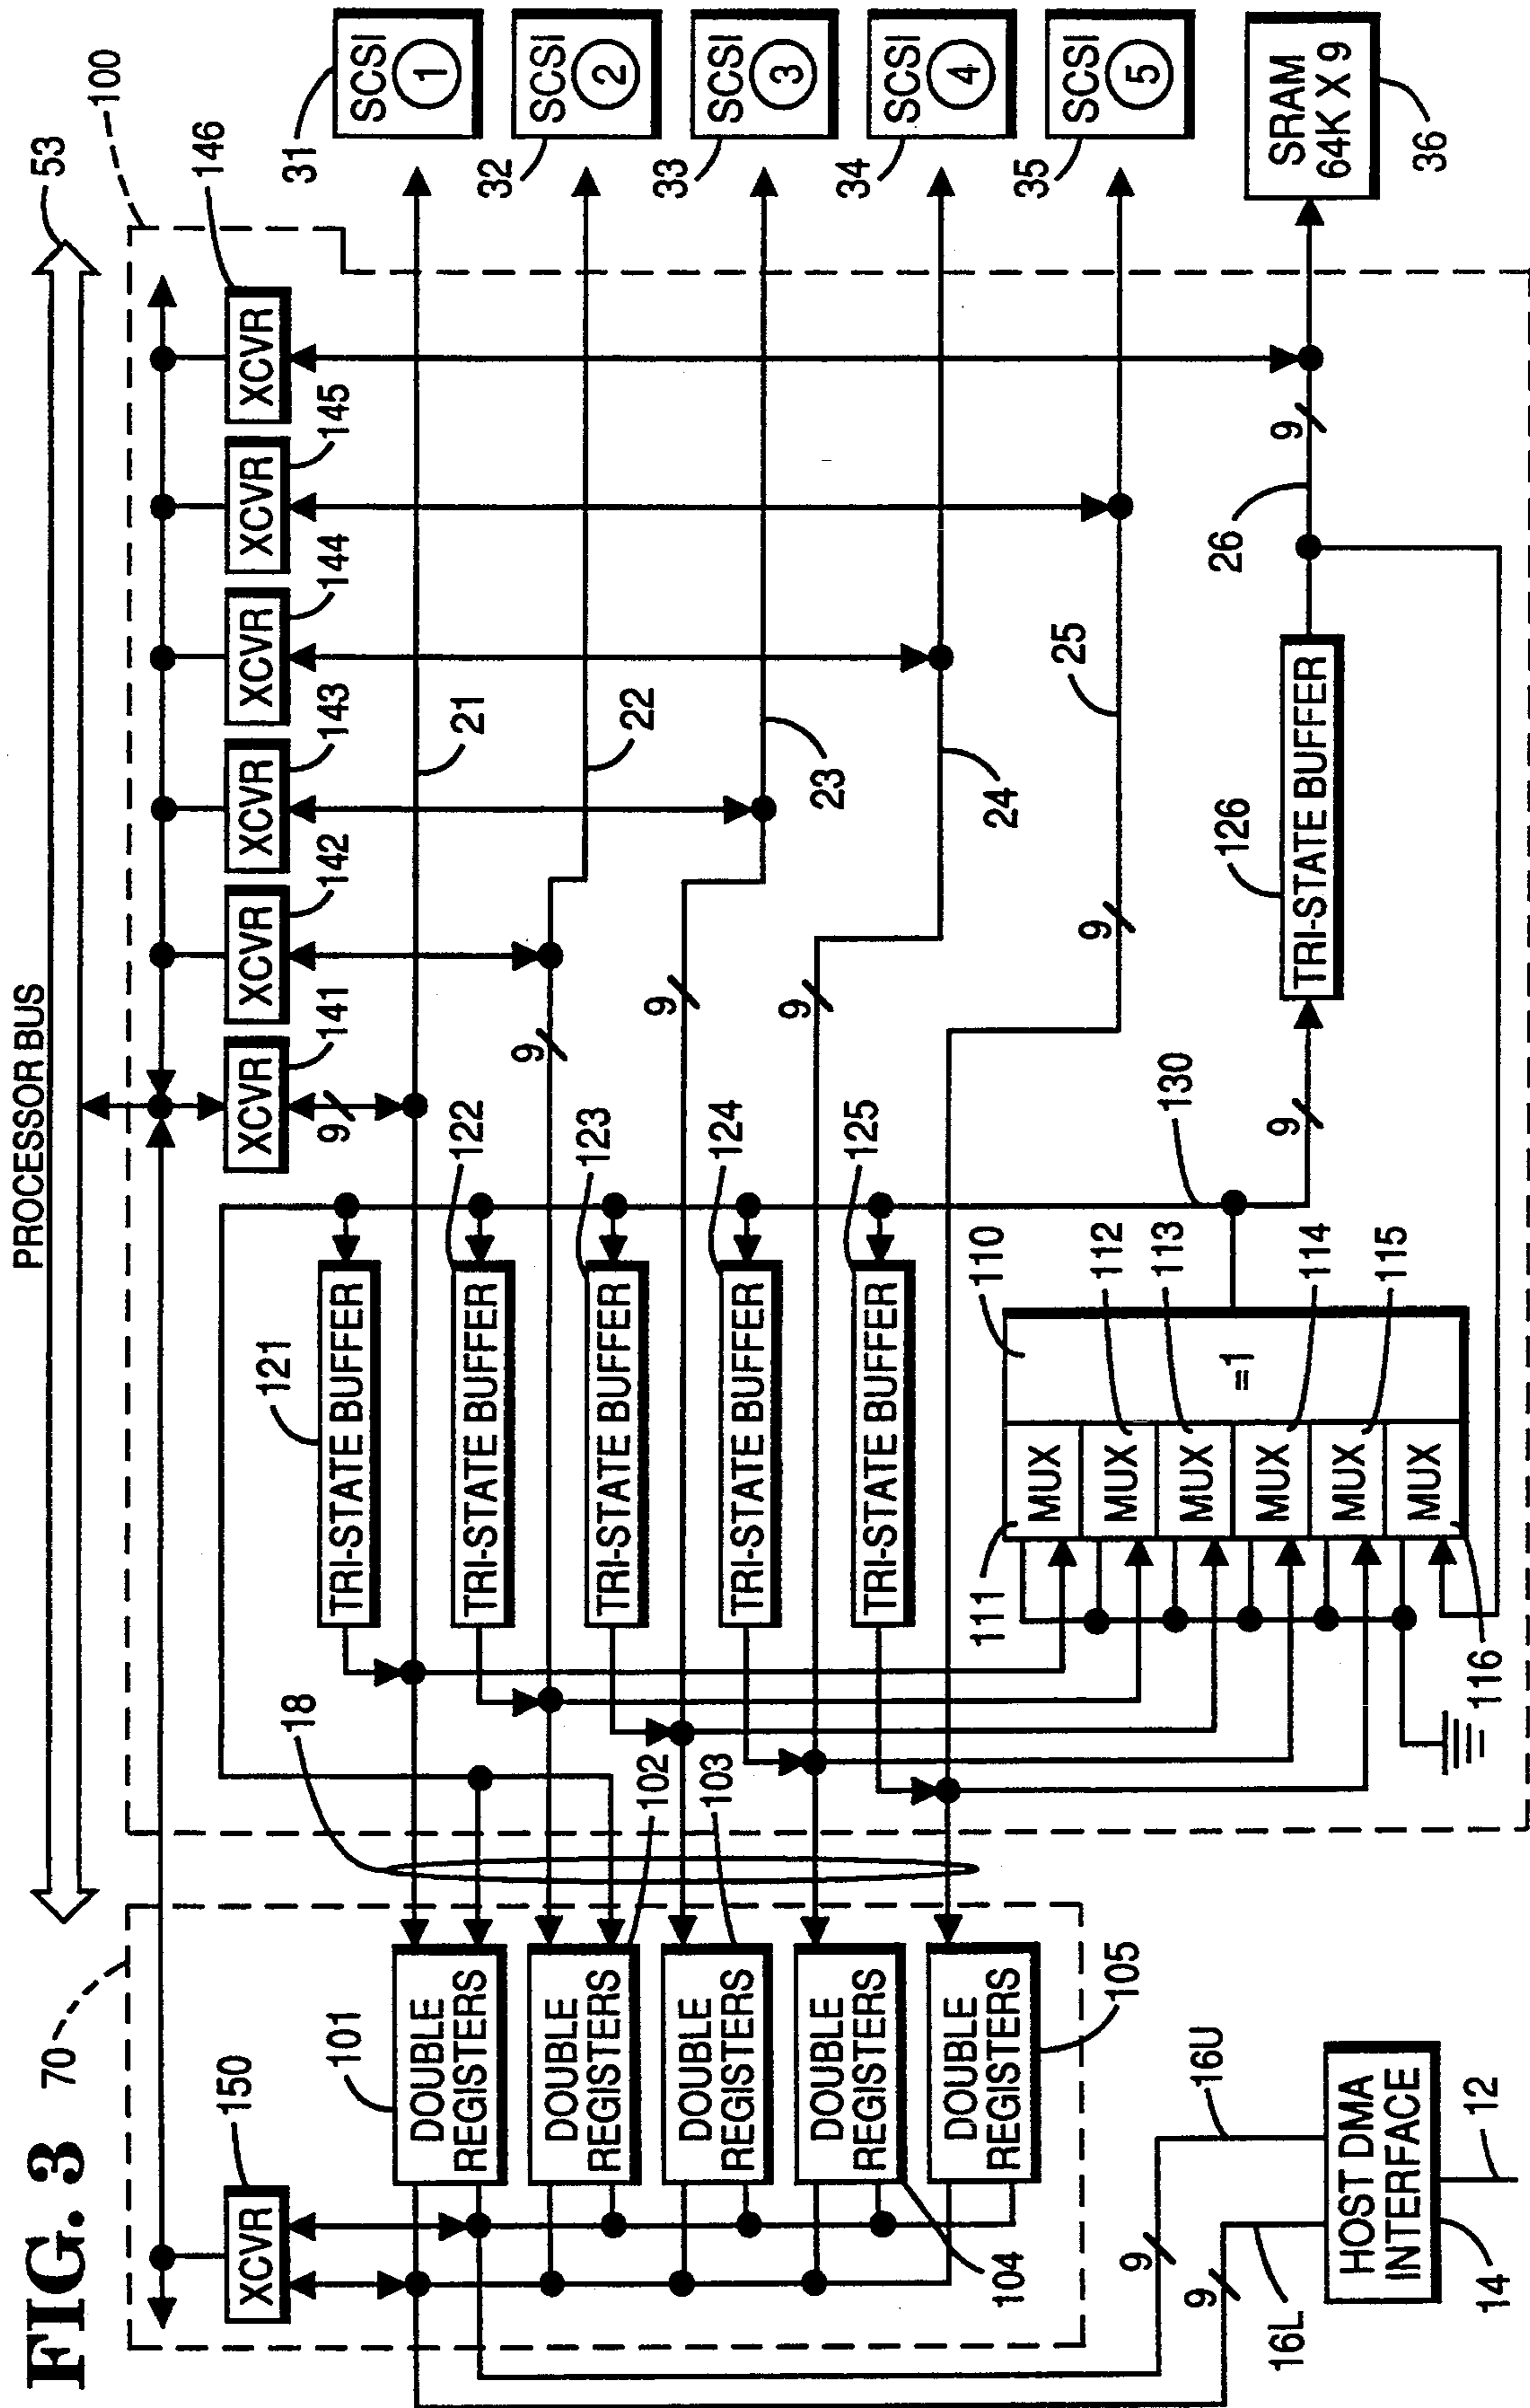 FIG. 3
PROCESSOR BUS
53
70
100
150
XCVR
141
XCVR
142
XCVR
143
XCVR
144
XCVR
145
XCVR
146
XCVR
9
21
31
SCSI
1
22
32
SCSI
2
9
23
33
SCSI
3
9
24
34
SCSI
4
9
25
35
SCSI
5
9
26
9
SRAM
64K X 9
36
18
101
DOUBLE
REGISTERS
102
DOUBLE
REGISTERS
103
DOUBLE
REGISTERS
104
DOUBLE
REGISTERS
105
DOUBLE
REGISTERS
121
TRI-STATE BUFFER
122
TRI-STATE BUFFER
123
TRI-STATE BUFFER
124
TRI-STATE BUFFER
125
TRI-STATE BUFFER
130
9
126
TRI-STATE BUFFER
110
=1
111
MUX
112
MUX
113
MUX
114
MUX
115
MUX
116
MUX
16U
9
16L
9
HOST DMA
INTERFACE
14
12